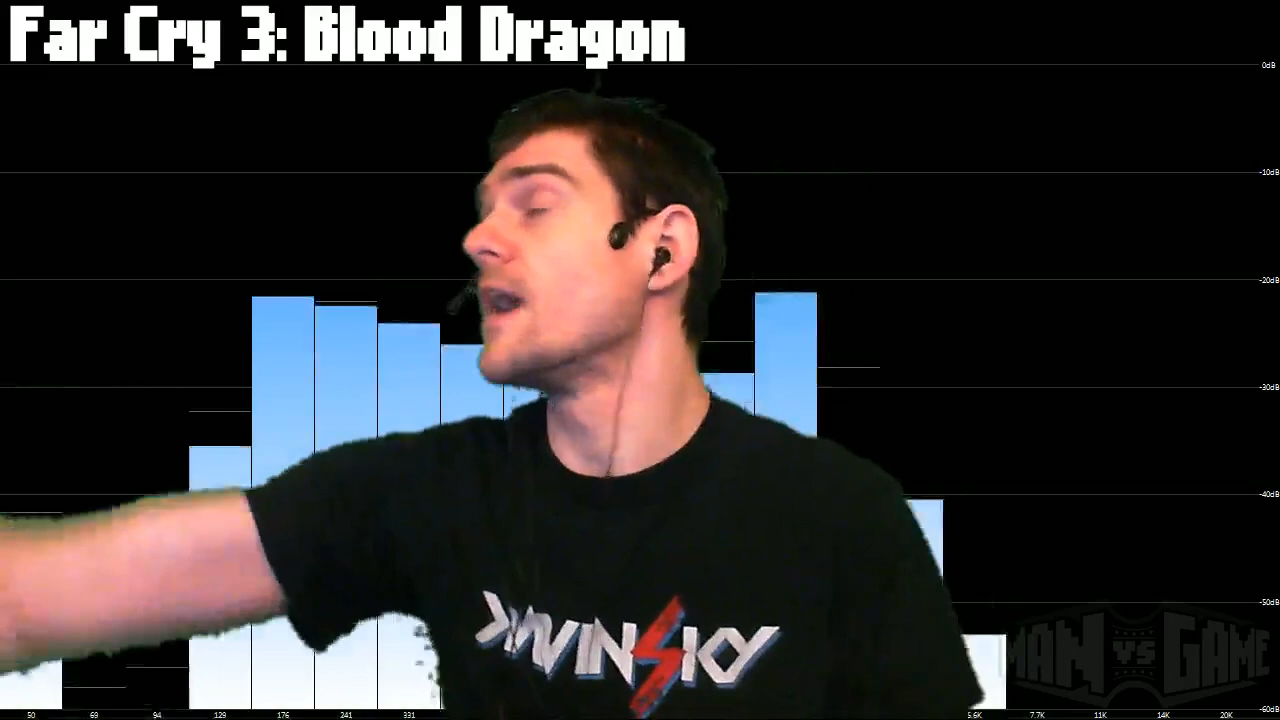 Far Cry 3: Blood Dragon
0dB
-10dB
-20dB
-30dB
-40dB
-50dB
KAVINSKY
MAN VS GAME
-60dB
50 69 94 129 176 241 331 5.6K 7.7K 11K 14K 20K